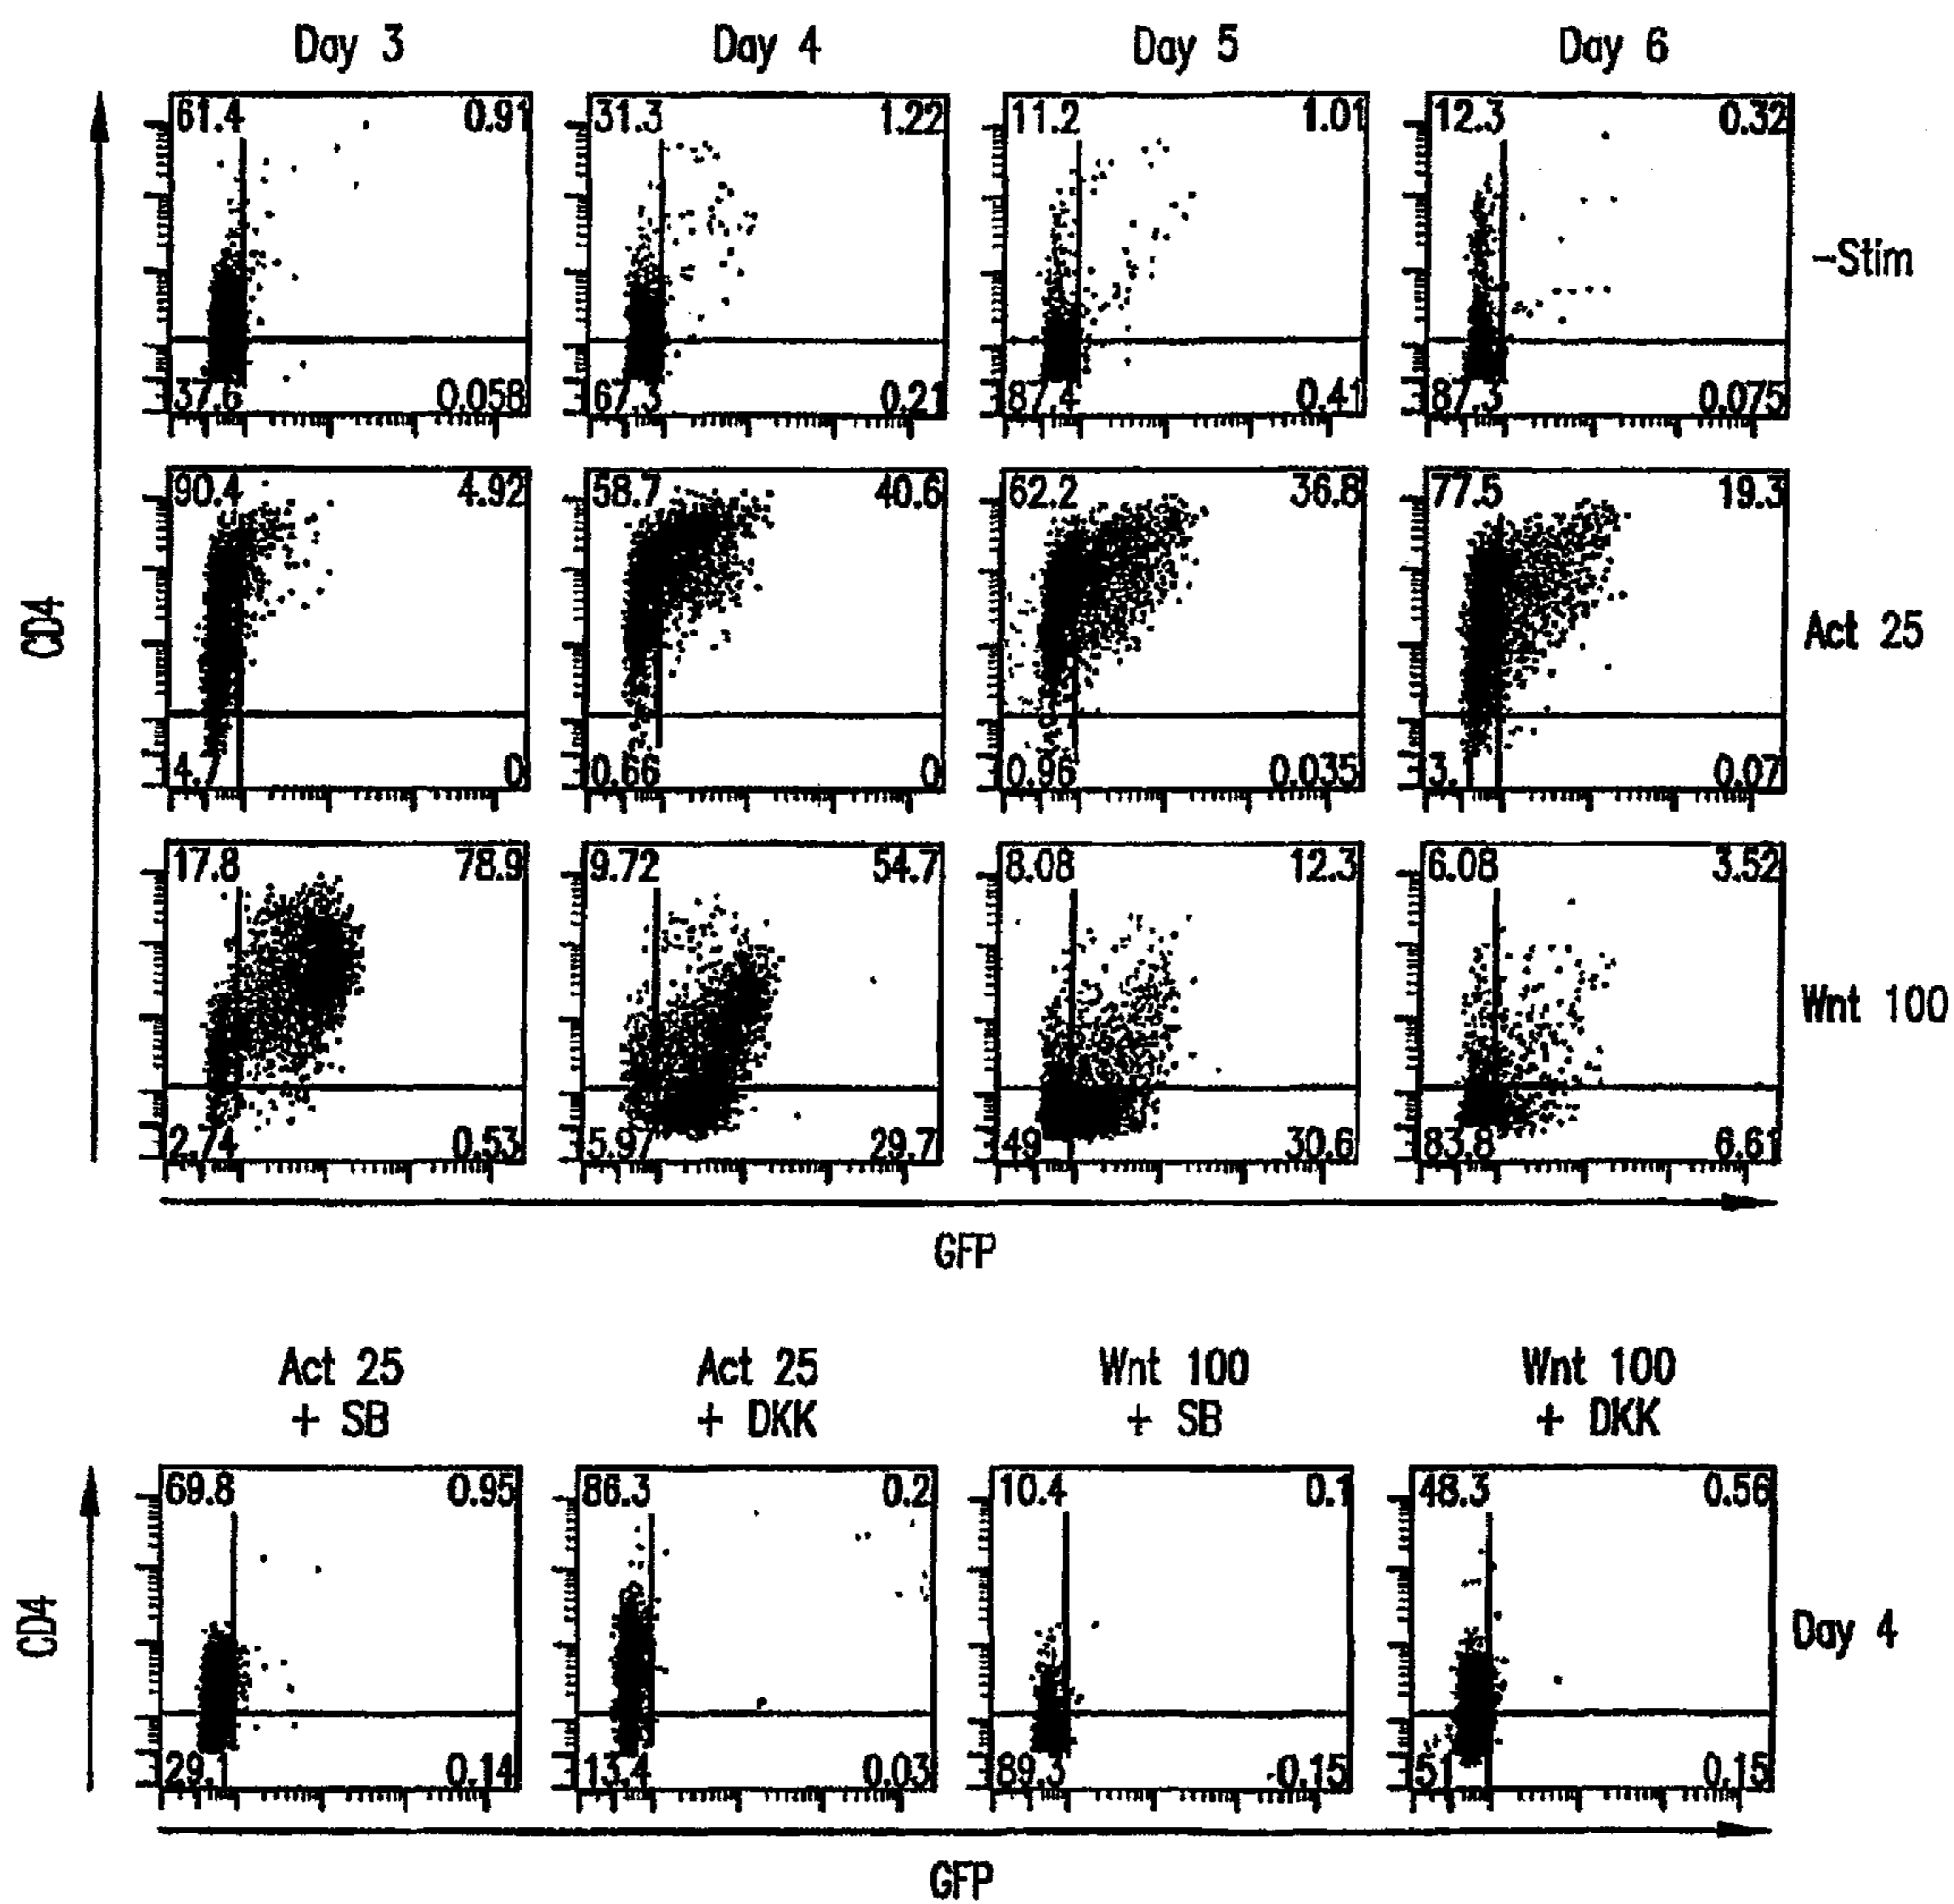 Day 3 Day 4 Day 5 Day 6
61.4 0.91 31.3 1.22 11.2 1.01 12.3 0.32
-Stim
37.6 0.058 67.3 0.21 87.4 0.41 87.3 0.075
90.4 4.92 58.7 40.6 62.2 36.8 77.5 19.3
CD4
Act 25
4.7 0 0.66 0 0.96 0.035 3.1 0.07
17.8 78.9 9.72 54.7 8.08 12.3 6.08 3.52
Wnt 100
2.74 0.53 5.97 29.7 49 30.6 83.8 6.61
GFP
Act 25 Act 25 Wnt 100 Wnt 100
+ SB + DKK + SB + DKK
69.8 0.95 86.3 0.2 10.4 0.1 48.3 0.56
CD4
Day 4
29.1 0.14 13.4 0.03 89.3 0.15 51 0.15
GFP